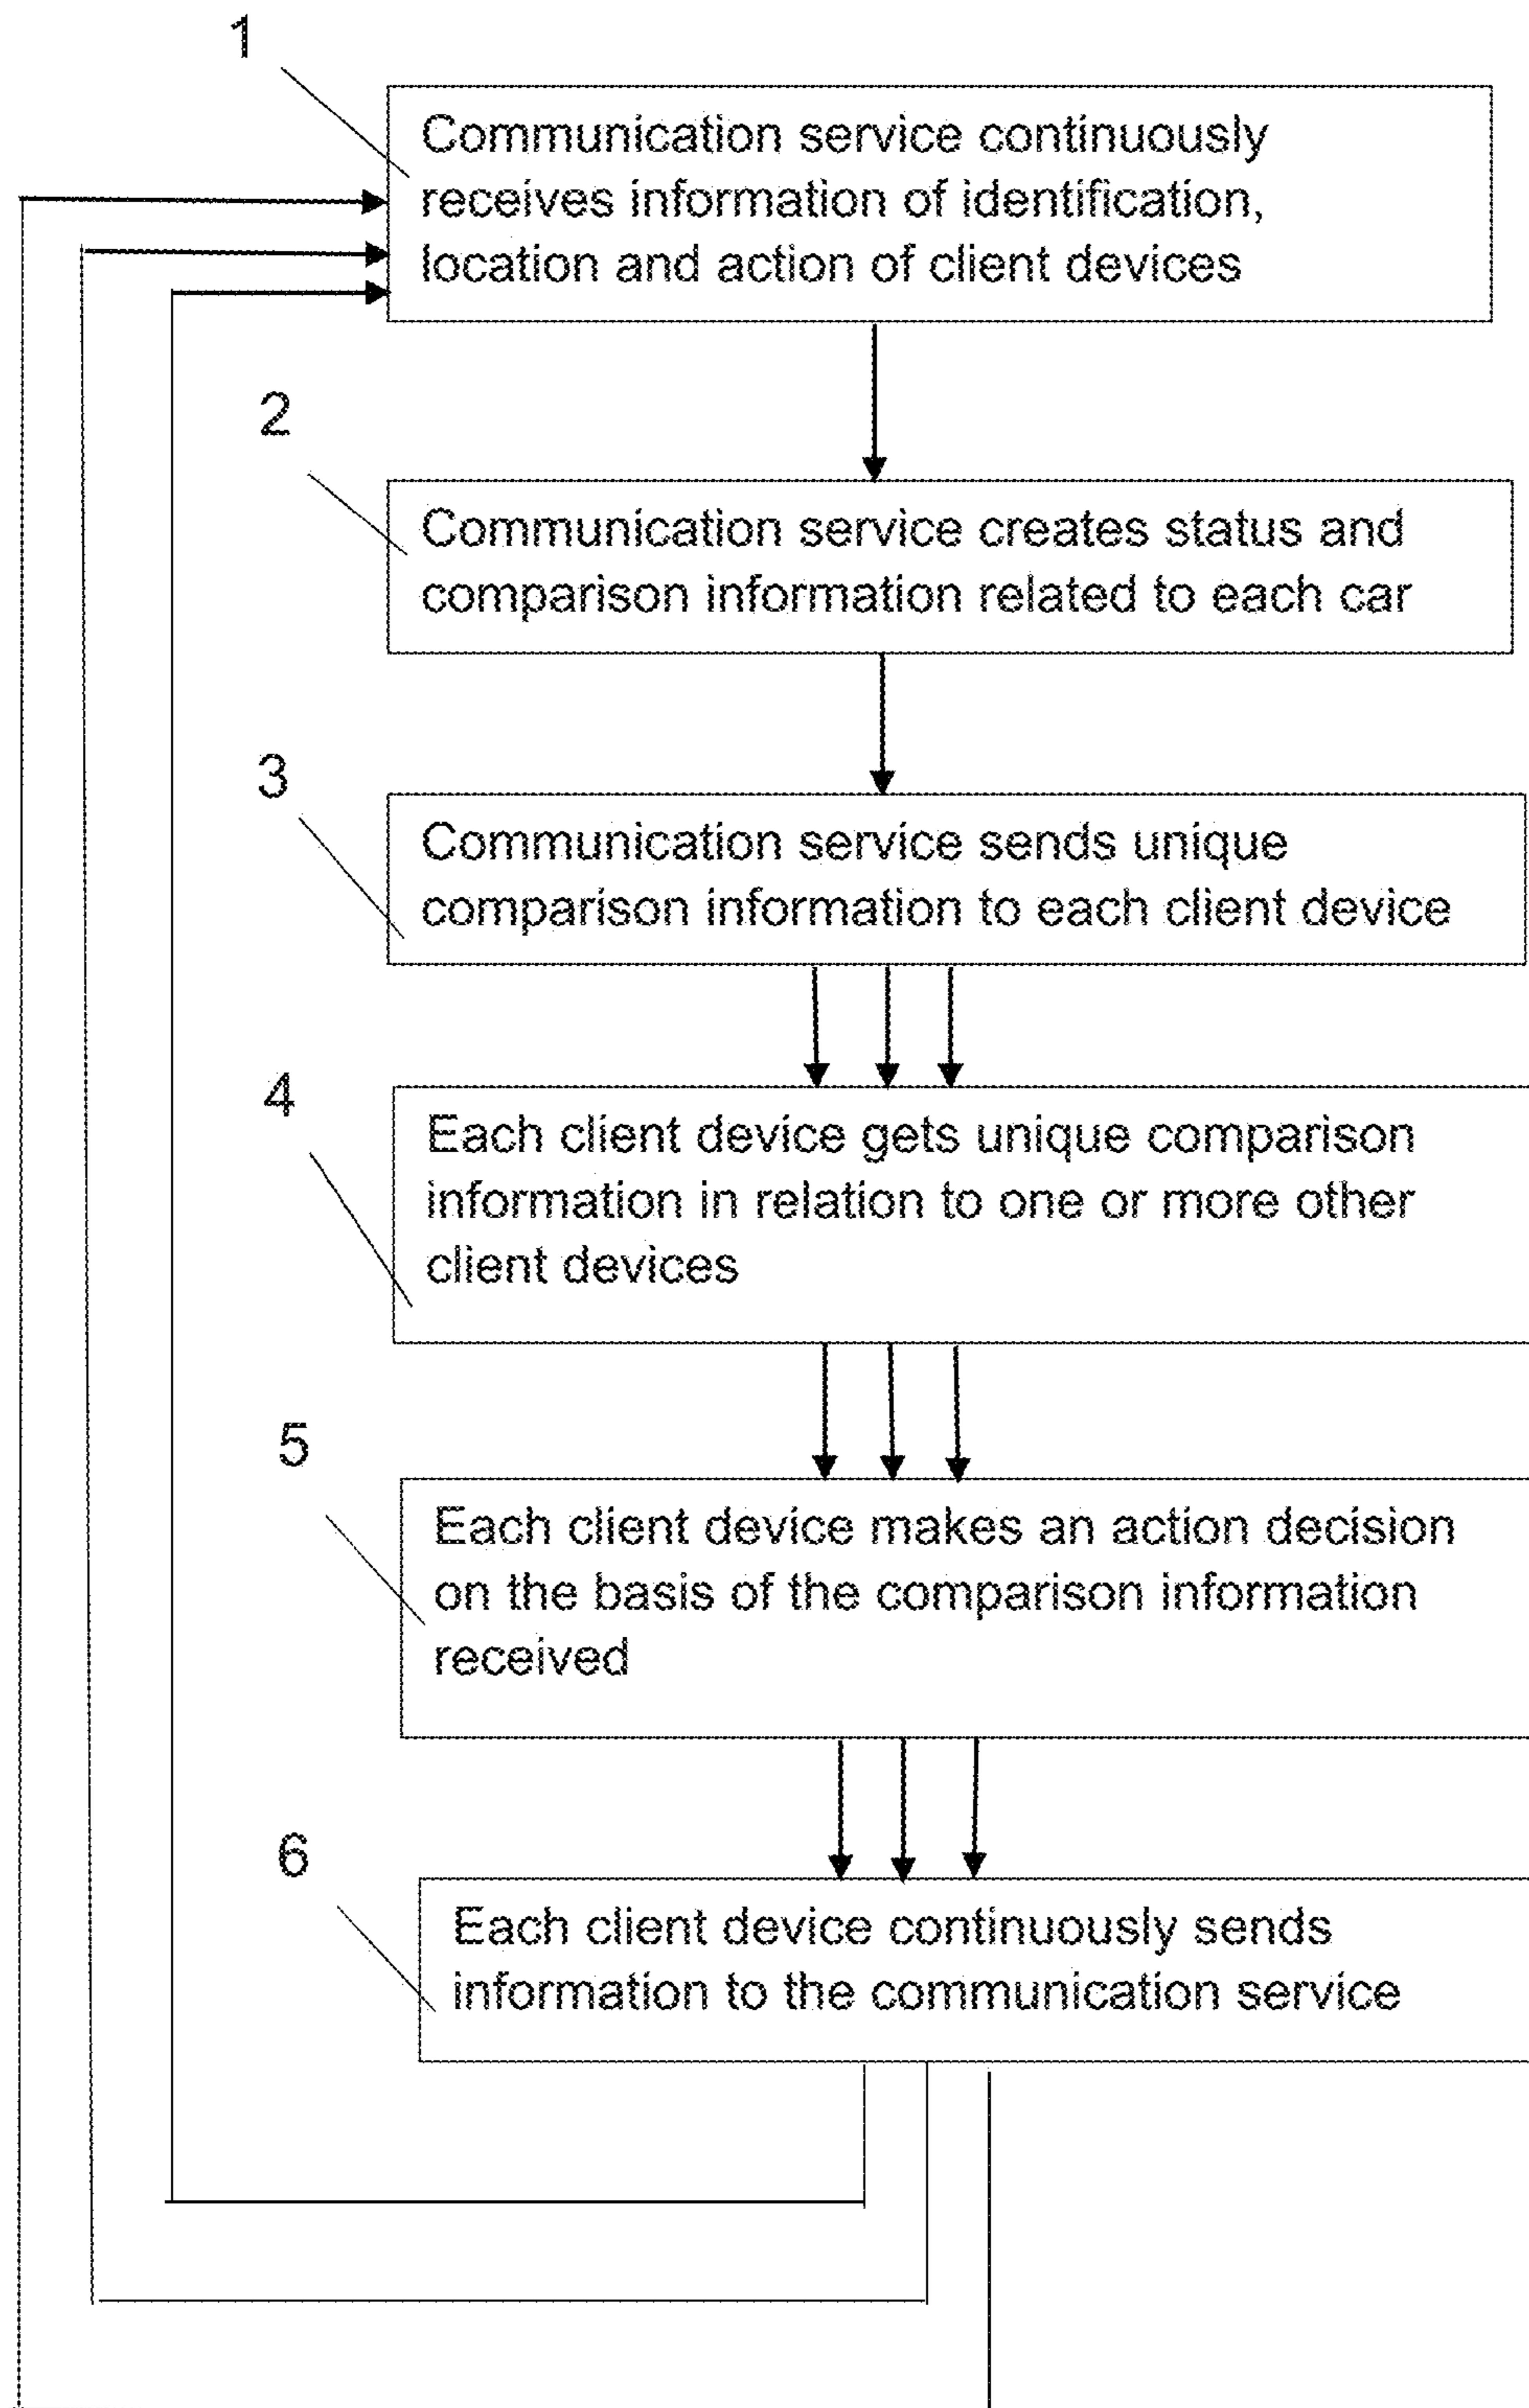 1
Communication service continuously
receives information of identification,
location and action of client devices
2
Communication service creates status and
comparison information related to each car
3
Communication service sends unique
comparison information to each client device
4
Each client device gets unique comparison
information in relation to one or more other
client devices
5
Each client device makes an action decision
on the basis of the comparison information
received
6
Each client device continuously sends
information to the communication service